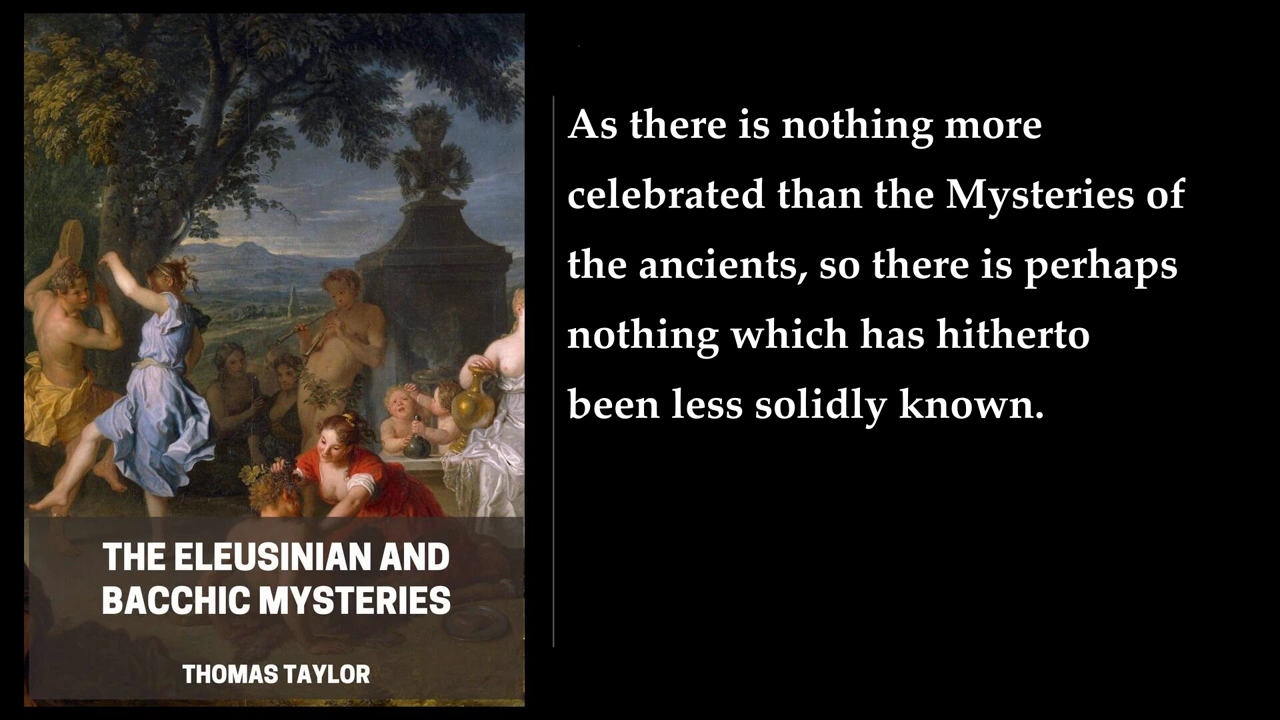 As there is nothing more
celebrated than the Mysteries of
the ancients, so there is perhaps
nothing which has hitherto
been less solidly known.
THE ELEUSINIAN AND
BACCHIC MYSTERIES
THOMAS TAYLOR